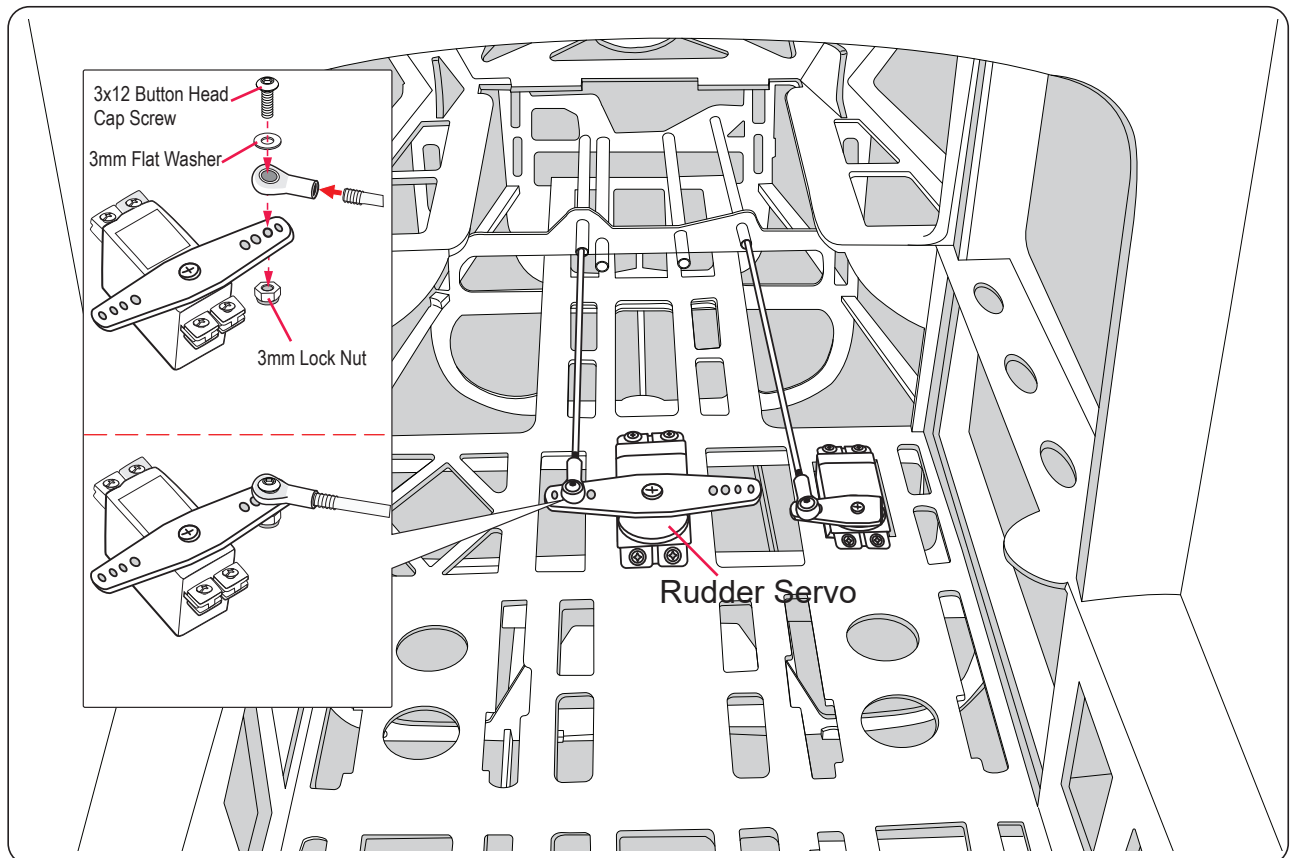 3x12 Button Head
Cap Screw
3mm Flat Washer
3mm Lock Nut
Rudder Servo